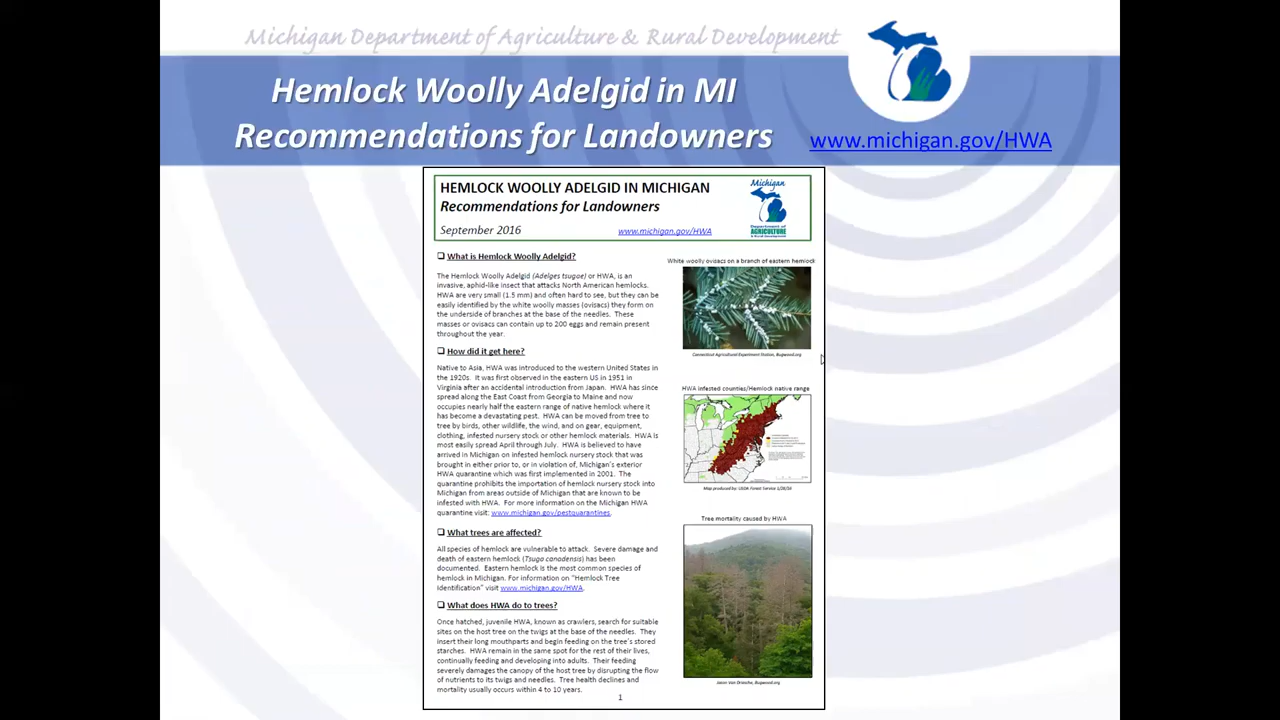 Michigan Department of Agriculture & Rural Development
Hemlock Woolly Adelgid in MI
Recommendations for Landowners
www.michigan.gov/HWA
HEMLOCK WOOLLY ADELGID IN MICHIGAN
Recommendations for Landowners
September 2016
www.michigan.gov/HWA
Michigan
Department of
AGRICULTURE
& Rural Development
What is Hemlock Woolly Adelgid?
The Hemlock Woolly Adelgid (Adelges tsugae) or HWA, is an
invasive, aphid-like insect that attacks North American hemlocks.
HWA are very small (1.5 mm) and often hard to see, but they can be
easily identified by the white woolly masses (ovisacs) they form on
the underside of branches at the base of the needles. These
masses or ovisacs can contain up to 200 eggs and remain present
throughout the year.
How did it get here?
Native to Asia, HWA was introduced to the western United States in
the 1920s. It was first observed in the eastern US in 1951 in
Virginia after an accidental introduction from Japan. HWA has since
spread along the East Coast from Georgia to Maine and now
occupies nearly half the eastern range of native hemlock where it
has become a devastating pest. HWA can be moved from tree to
tree by birds, other wildlife, the wind, and on gear, equipment,
clothing, infested nursery stock or other hemlock materials. HWA is
most easily spread April through July. HWA is believed to have
arrived in Michigan on infested hemlock nursery stock that was
brought in either prior to, or in violation of, Michigan's exterior
HWA quarantine which was first implemented in 2001. The
quarantine prohibits the importation of hemlock nursery stock into
Michigan from areas outside of Michigan that are known to be
infested with HWA. For more information on the Michigan HWA
quarantine visit: www.michigan.gov/pestquarantines.
What trees are affected?
All species of hemlock are vulnerable to attack. Severe damage and
death of eastern hemlock (Tsuga canadensis) has been
documented. Eastern hemlock is the most common species of
hemlock in Michigan. For information on "Hemlock Tree
Identification" visit www.michigan.gov/HWA.
What does HWA do to trees?
Once hatched, juvenile HWA, known as crawlers, search for suitable
sites on the host tree on the twigs at the base of the needles. They
insert their long mouthparts and begin feeding on the tree's stored
starches. HWA remain in the same spot for the rest of their lives,
continually feeding and developing into adults. Their feeding
severely damages the canopy of the host tree by disrupting the flow
of nutrients to its twigs and needles. Tree health declines and
mortality usually occurs within 4 to 10 years.
White woolly ovisacs on a branch of eastern hemlock
Connecticut Agricultural Experiment Station, Bugwood.org
HWA infested counties/Hemlock native range
Map produced by: USDA Forest Service
Tree mortality caused by HWA
Jason Van Driesche, Bugwood.org
1